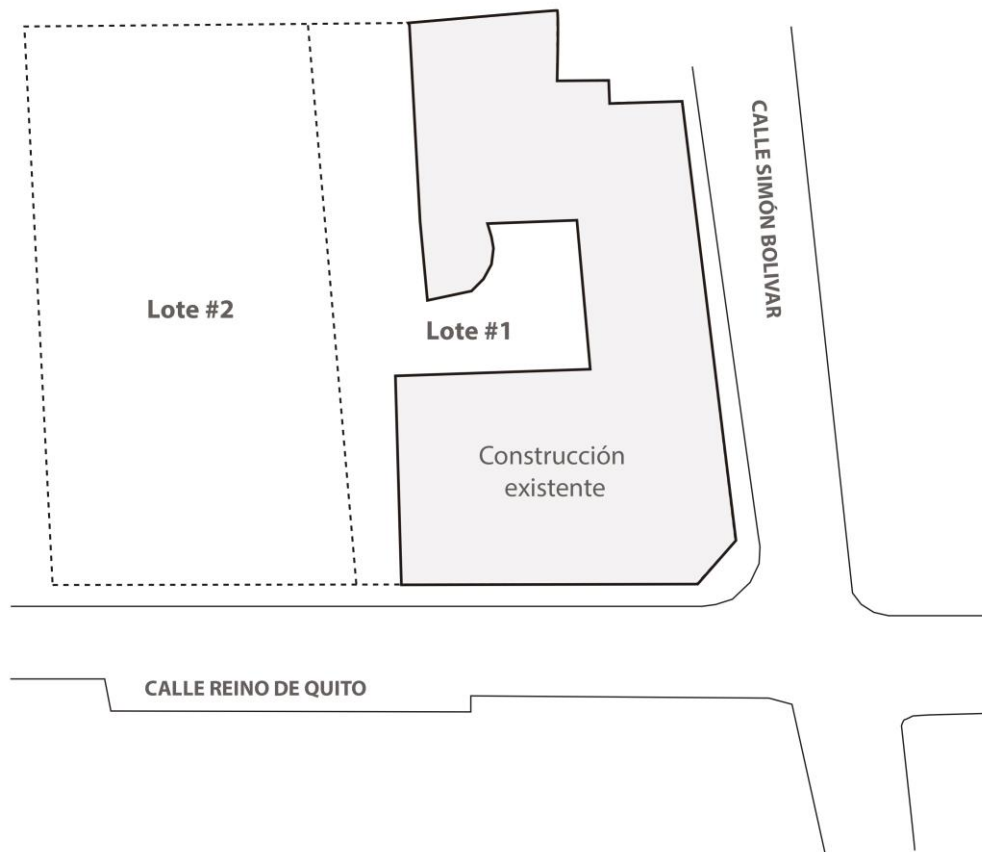 CALLE SIMÓN BOLIVAR
Lote #2
Lote #1
Construcción
existente
CALLE REINO DE QUITO